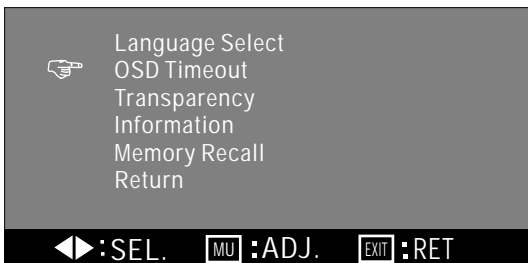 Language Select
OSD Timeout
Transparency
Information
Memory Recall
Return
:SEL. MU :ADJ. EXIT :RET